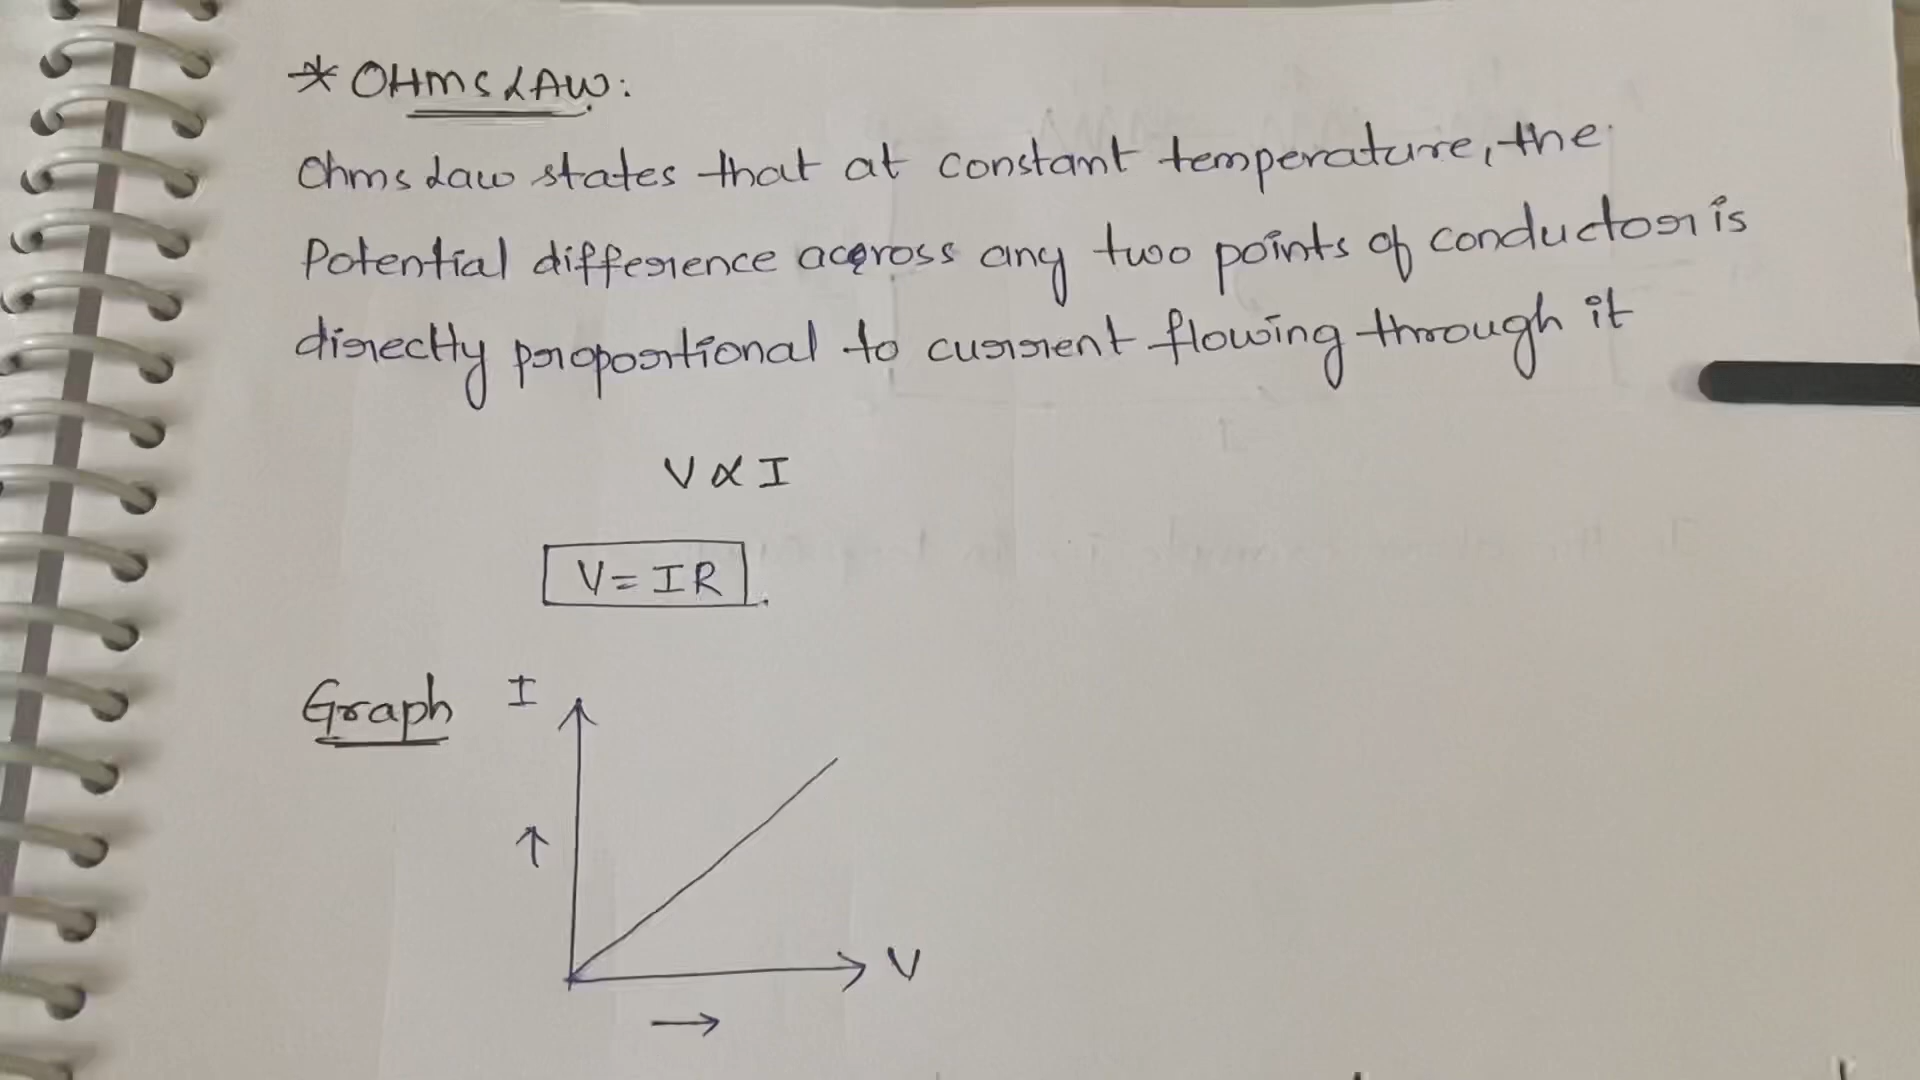 * OHMS LAW:
Ohms Law states that at constant temperature, the
Potential difference across any two points of conductor is
directly proportional to current flowing through it
V ∝ I
V = IR.
Graph I
↑
V
→